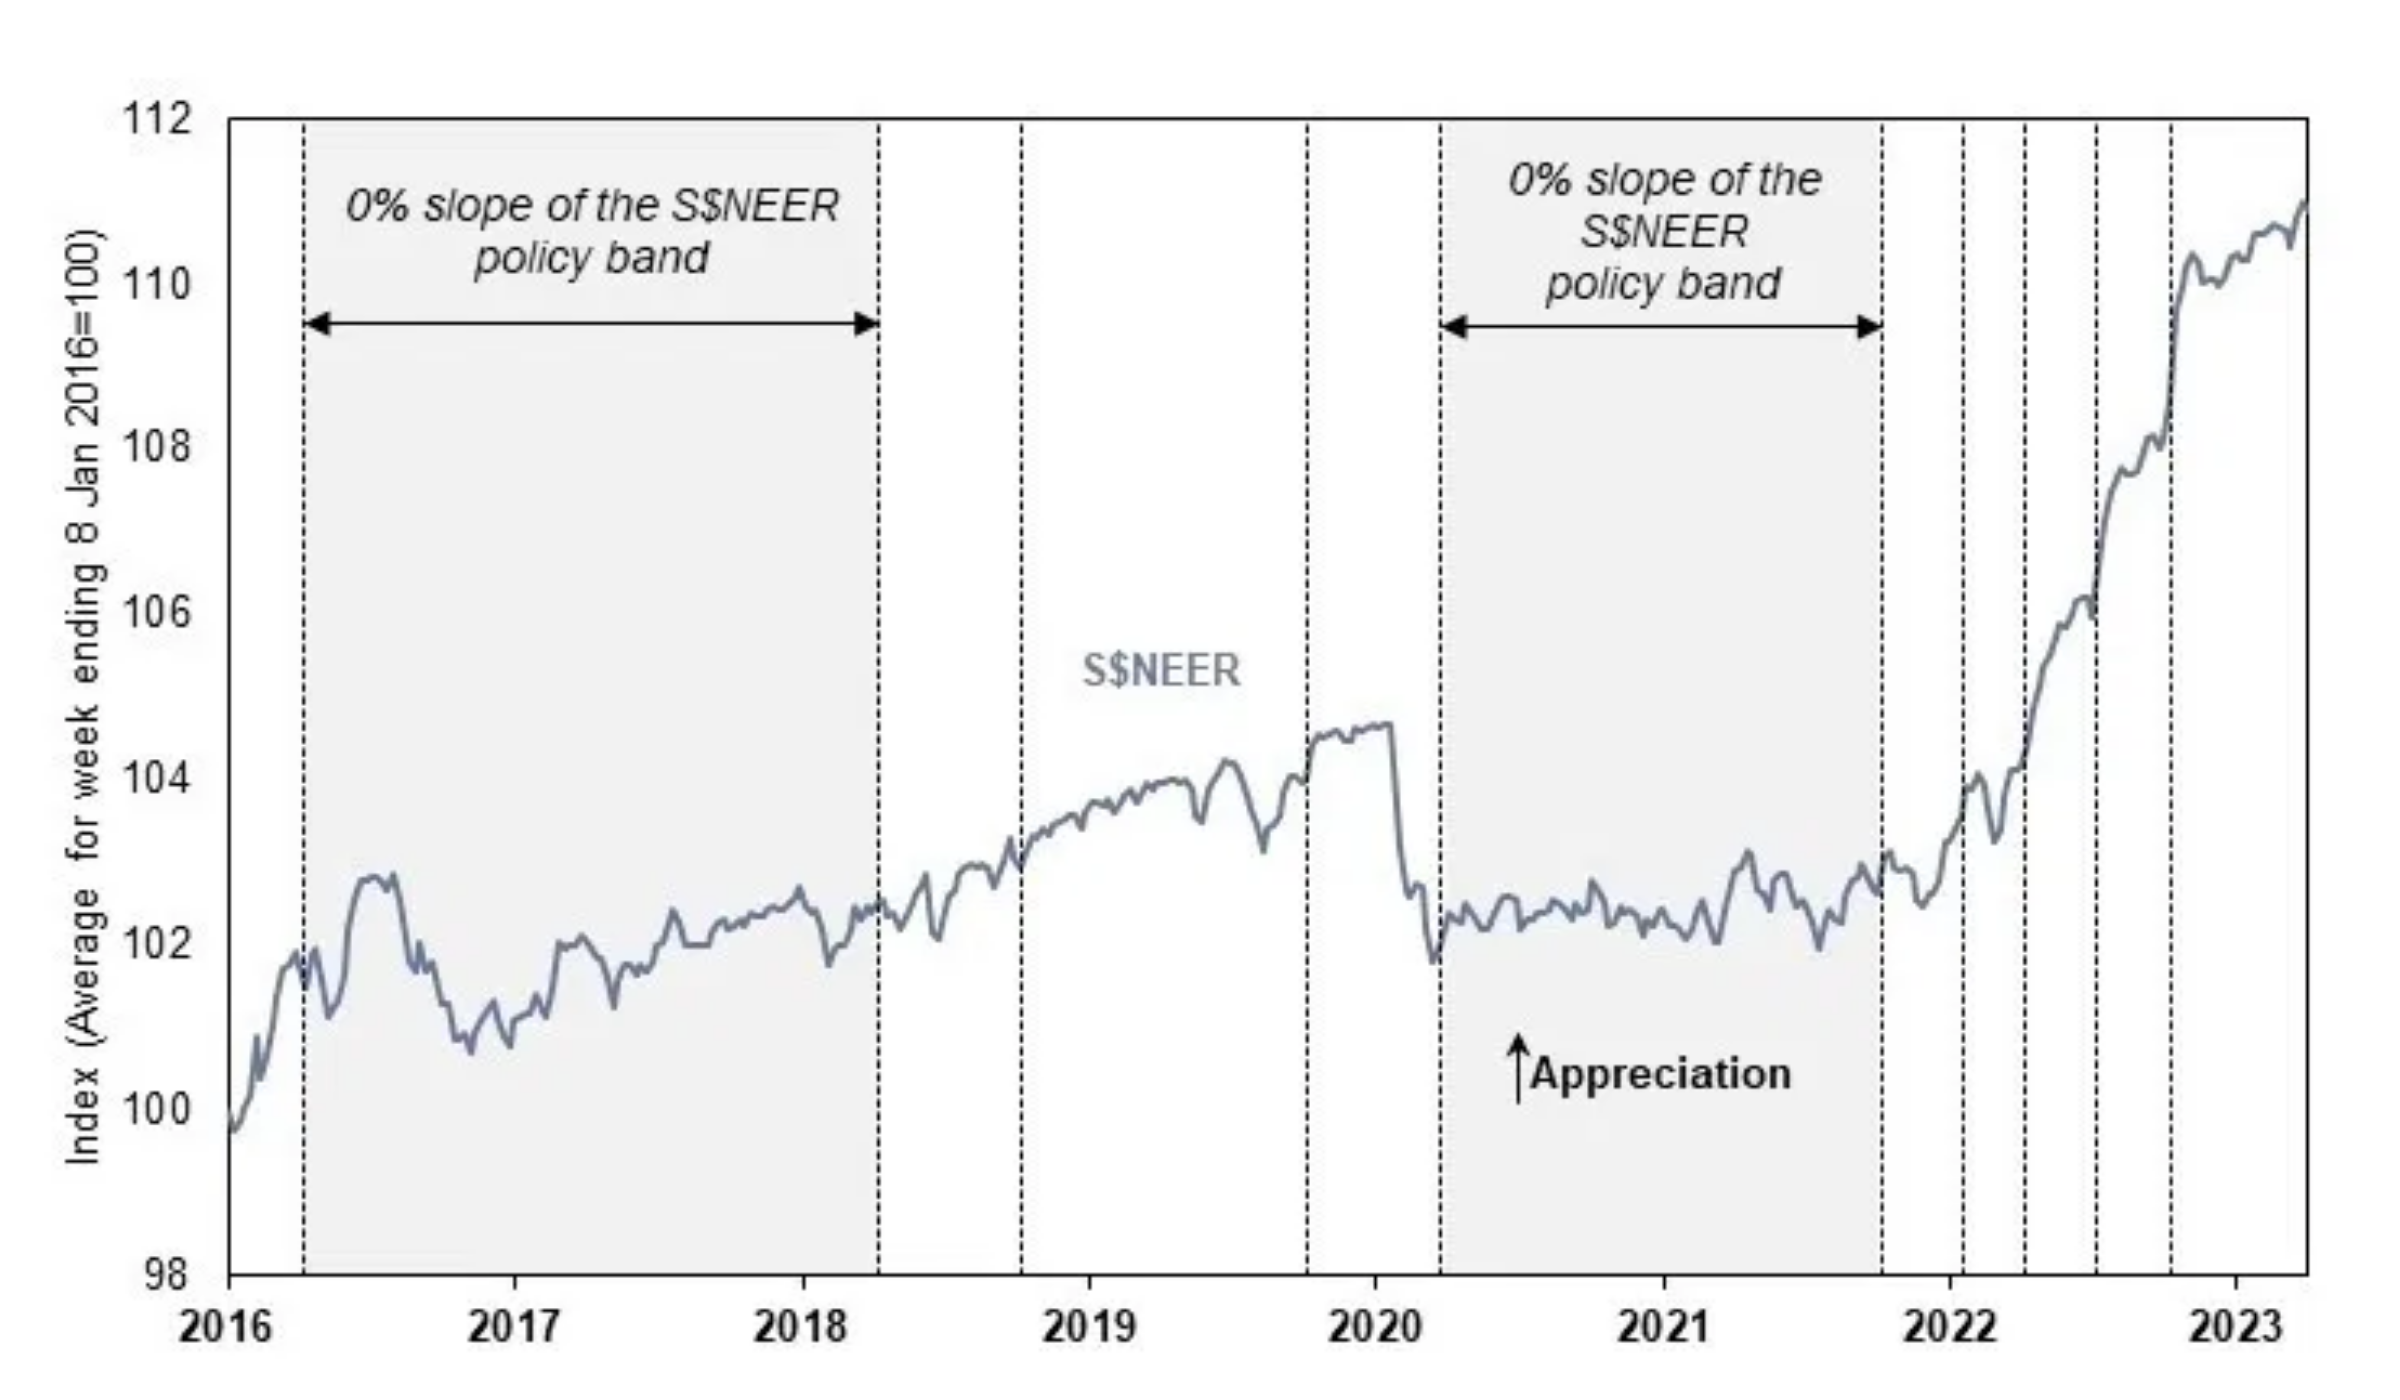 112
0% slope of the S$NEER
policy band
0% slope of the
S$NEER
policy band
110
108
106
104
102
100
98
Index (Average for week ending 8 Jan 2016=100)
S$NEER
Appreciation
2016 2017 2018 2019 2020 2021 2022 2023